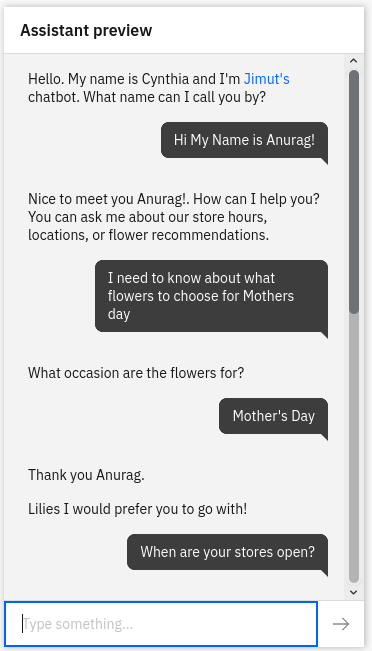 Assistant preview
Hello. My name is Cynthia and I'm Jimut's
chatbot. What name can I call you by?
Hi My Name is Anurag!
Nice to meet you Anurag!. How can I help you?
You can ask me about our store hours,
locations, or flower recommendations.
I need to know about what
flowers to choose for Mothers
day
What occasion are the flowers for?
Mother's Day
Thank you Anurag.
Lilies I would prefer you to go with!
When are your stores open?
Type something...